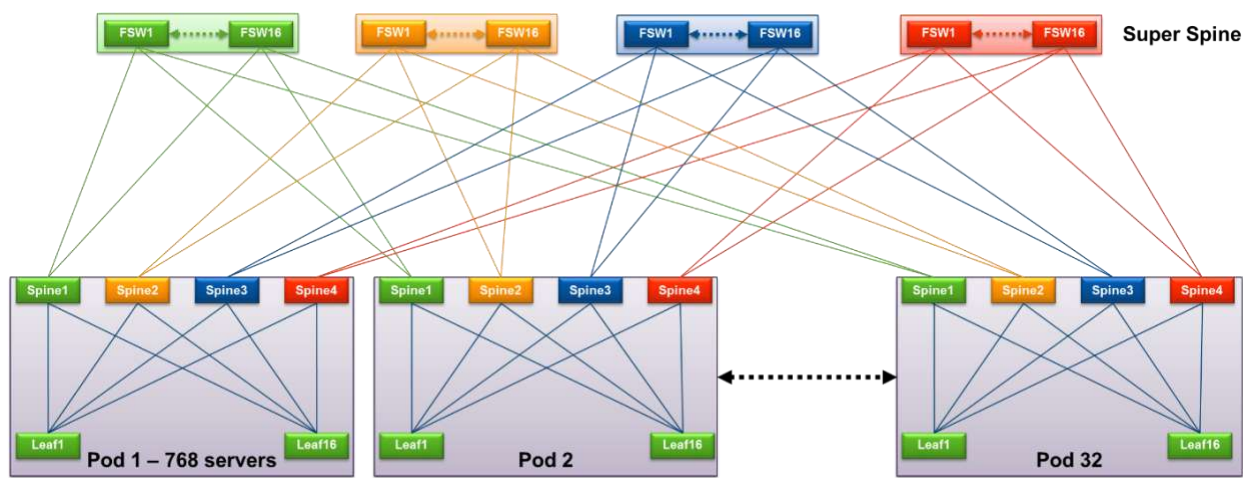 FSW1 FSW16 FSW1 FSW16 FSW1 FSW16 FSW1 FSW16 Super Spine
Spine1 Spine2 Spine3 Spine4 Spine1 Spine2 Spine3 Spine4 Spine1 Spine2 Spine3 Spine4
Leaf1 Leaf16 Leaf1 Leaf16 Leaf1 Leaf16
Pod 1 – 768 servers Pod 2 Pod 32